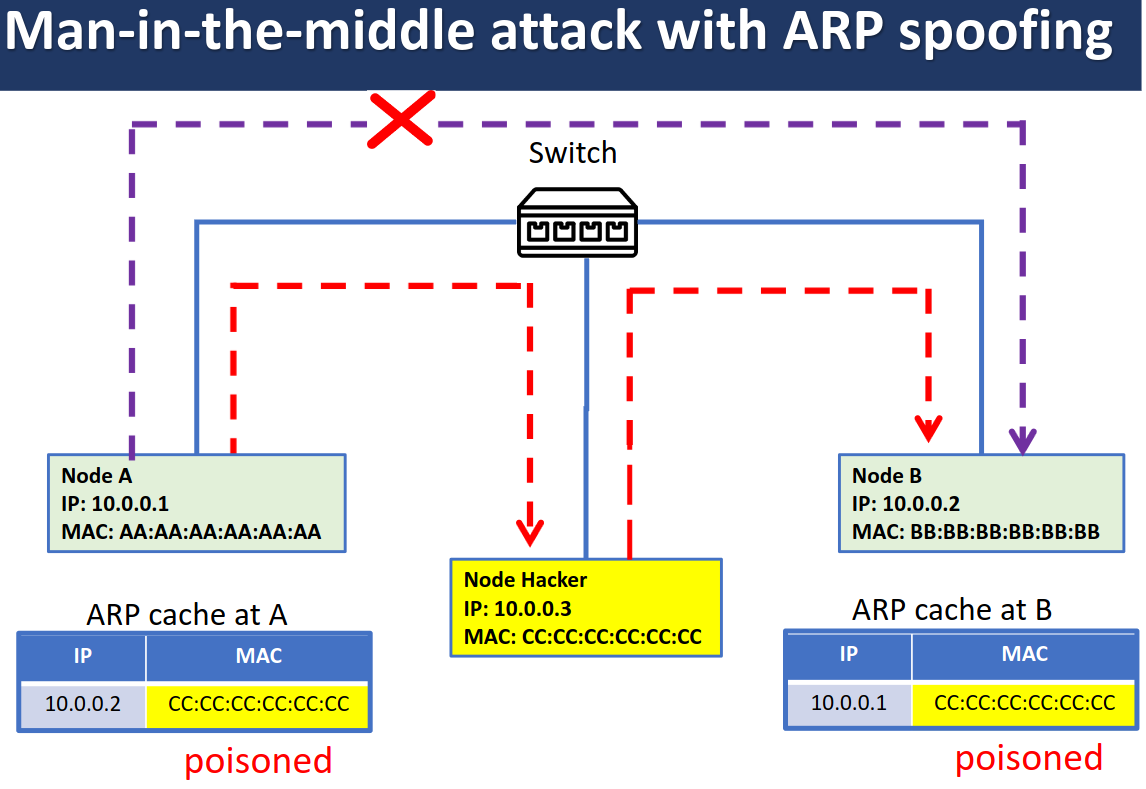 Man-in-the-middle attack with ARP spoofing
Switch
Node A
IP: 10.0.0.1
MAC: AA:AA:AA:AA:AA:AA
Node B
IP: 10.0.0.2
MAC: BB:BB:BB:BB:BB:BB
Node Hacker
IP: 10.0.0.3
MAC: CC:CC:CC:CC:CC:CC
ARP cache at A
IP MAC
10.0.0.2 CC:CC:CC:CC:CC:CC
poisoned
ARP cache at B
IP MAC
10.0.0.1 CC:CC:CC:CC:CC:CC
poisoned